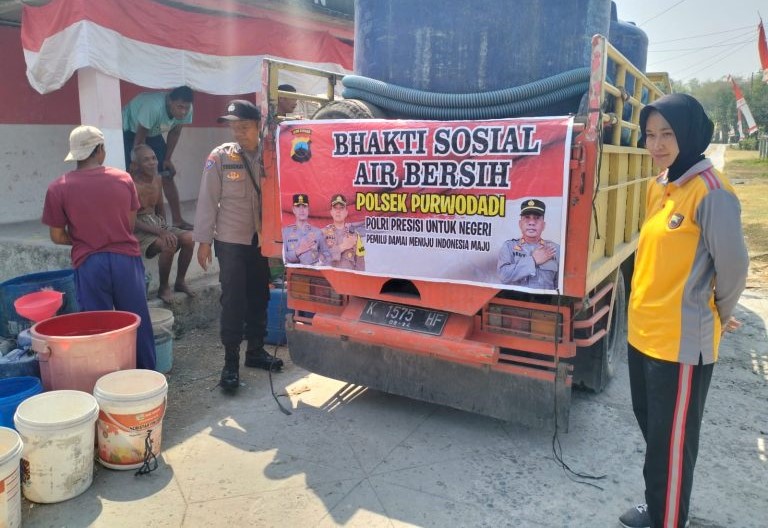 BHAKTI SOSIAL
AIR BERSIH
POLSEK PURWODADI
POLRI PRESISI UNTUK NEGERI
PEMILU DAMAI MENUJU INDONESIA MAJU
K 1575 HF